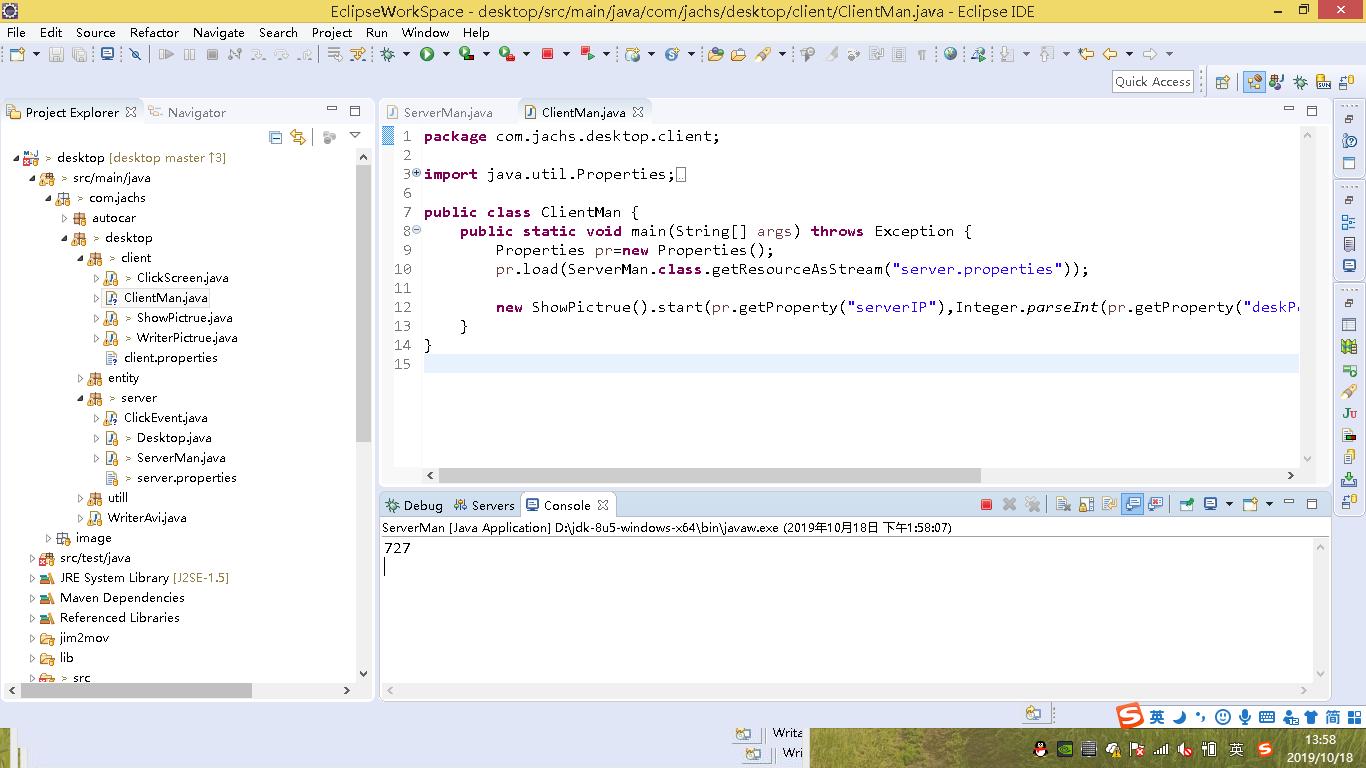 EclipseWorkSpace - desktop/src/main/java/com/jachs/desktop/client/ClientMan.java - Eclipse IDE
File Edit Source Refactor Navigate Search Project Run Window Help
Quick Access
Project Explorer Navigator
> desktop [desktop master ↑3]
> src/main/java
> com.jachs
autocar
> desktop
> client
> ClickScreen.java
ClientMan.java
> ShowPictrue.java
> WriterPictrue.java
client.properties
entity
> server
ClickEvent.java
> Desktop.java
> ServerMan.java
> server.properties
utill
WriterAvi.java
image
src/test/java
JRE System Library [J2SE-1.5]
Maven Dependencies
Referenced Libraries
jim2mov
lib
> src
ServerMan.java ClientMan.java
1 package com.jachs.desktop.client;
2
3 import java.util.Properties;
6
7 public class ClientMan {
8 public static void main(String[] args) throws Exception {
9 Properties pr=new Properties();
10 pr.load(ServerMan.class.getResourceAsStream("server.properties"));
11
12 new ShowPictrue().start(pr.getProperty("serverIP"),Integer.parseInt(pr.getProperty("deskP
13 }
14 }
15
Debug Servers Console
ServerMan [Java Application] D:\jdk-8u5-windows-x64\bin\javaw.exe (2019年10月18日 下午1:58:07)
727
英 简
Writa
Wri
英
13:58
2019/10/18